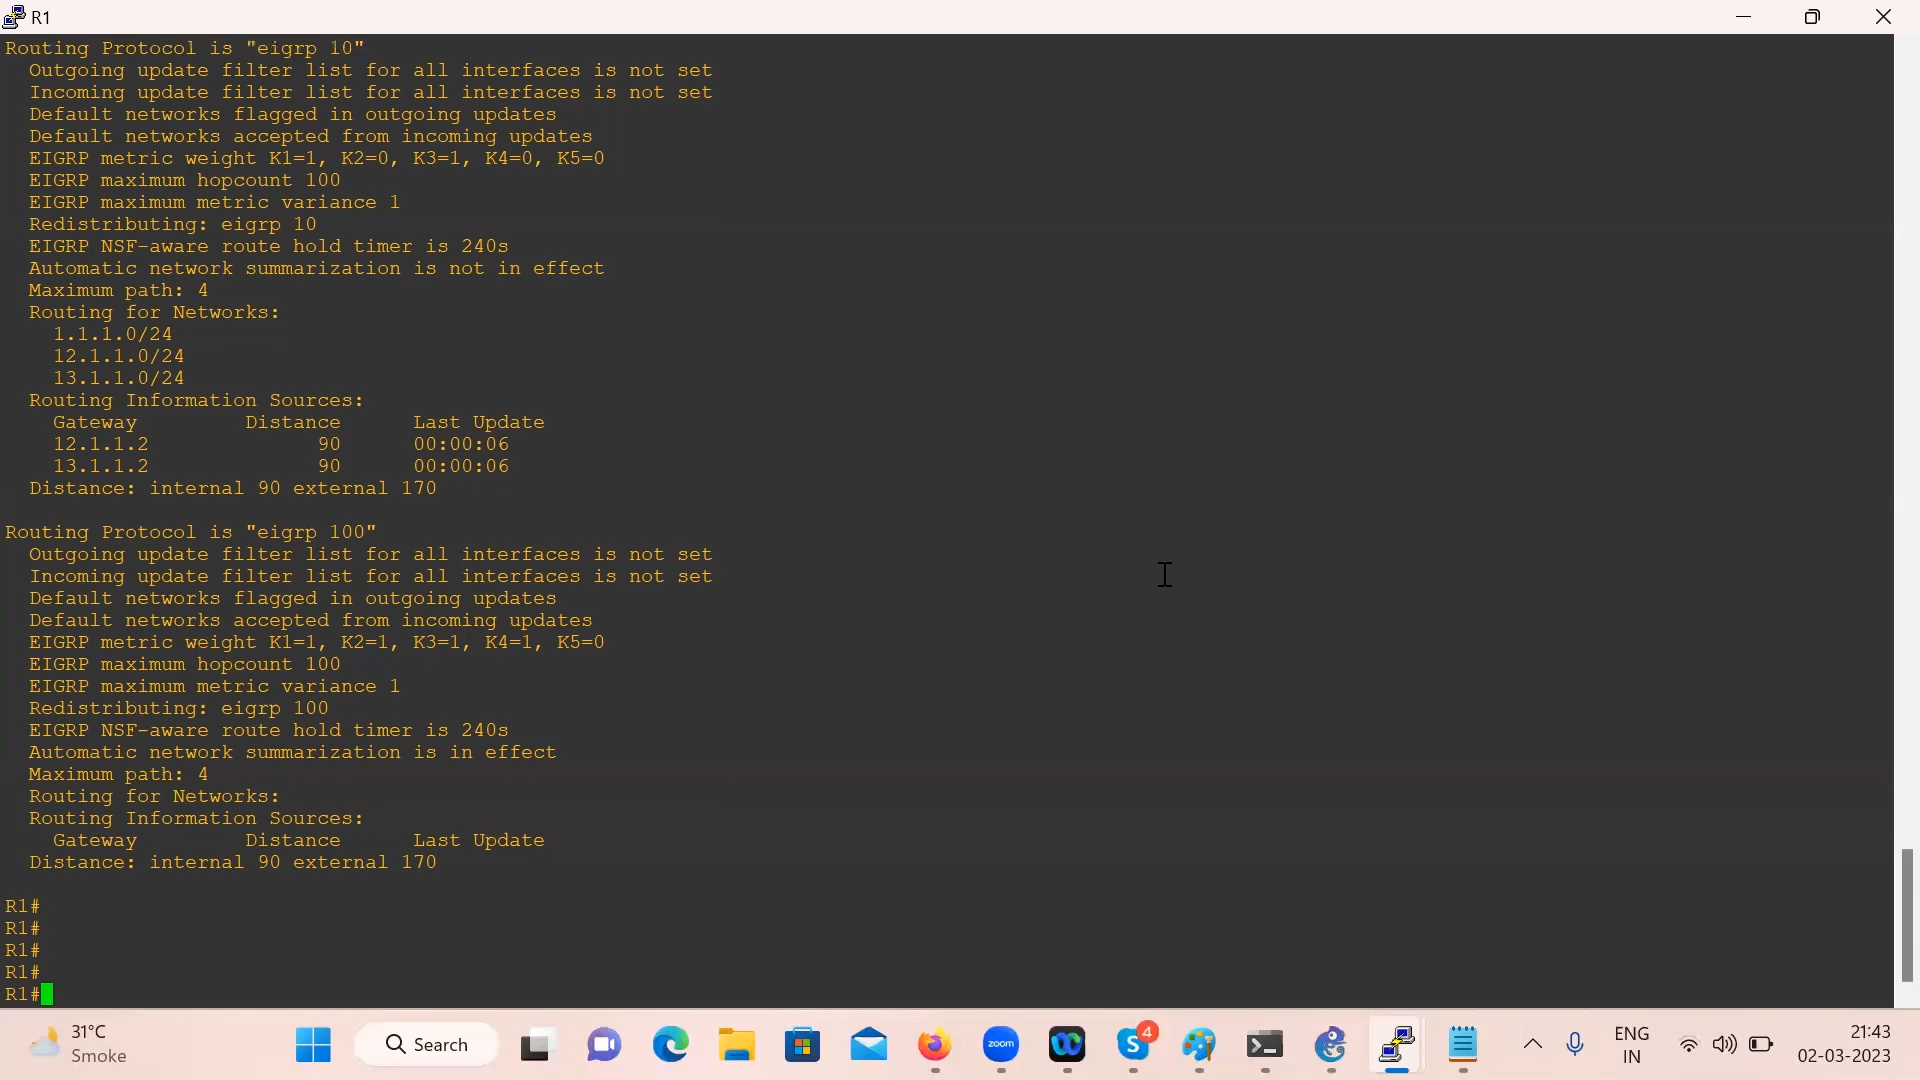 R1
Routing Protocol is "eigrp 10"
Outgoing update filter list for all interfaces is not set
Incoming update filter list for all interfaces is not set
Default networks flagged in outgoing updates
Default networks accepted from incoming updates
EIGRP metric weight K1=1, K2=0, K3=1, K4=0, K5=0
EIGRP maximum hopcount 100
EIGRP maximum metric variance 1
Redistributing: eigrp 10
EIGRP NSF-aware route hold timer is 240s
Automatic network summarization is not in effect
Maximum path: 4
Routing for Networks:
1.1.1.0/24
12.1.1.0/24
13.1.1.0/24
Routing Information Sources:
Gateway Distance Last Update
12.1.1.2 90 00:00:06
13.1.1.2 90 00:00:06
Distance: internal 90 external 170
Routing Protocol is "eigrp 100"
Outgoing update filter list for all interfaces is not set
Incoming update filter list for all interfaces is not set
Default networks flagged in outgoing updates
Default networks accepted from incoming updates
EIGRP metric weight K1=1, K2=1, K3=1, K4=1, K5=0
EIGRP maximum hopcount 100
EIGRP maximum metric variance 1
Redistributing: eigrp 100
EIGRP NSF-aware route hold timer is 240s
Automatic network summarization is in effect
Maximum path: 4
Routing for Networks:
Routing Information Sources:
Gateway Distance Last Update
Distance: internal 90 external 170
R1#
R1#
R1#
R1#
R1#
31°C
Smoke
Search
zoom
4
ENG
IN
21:43
02-03-2023